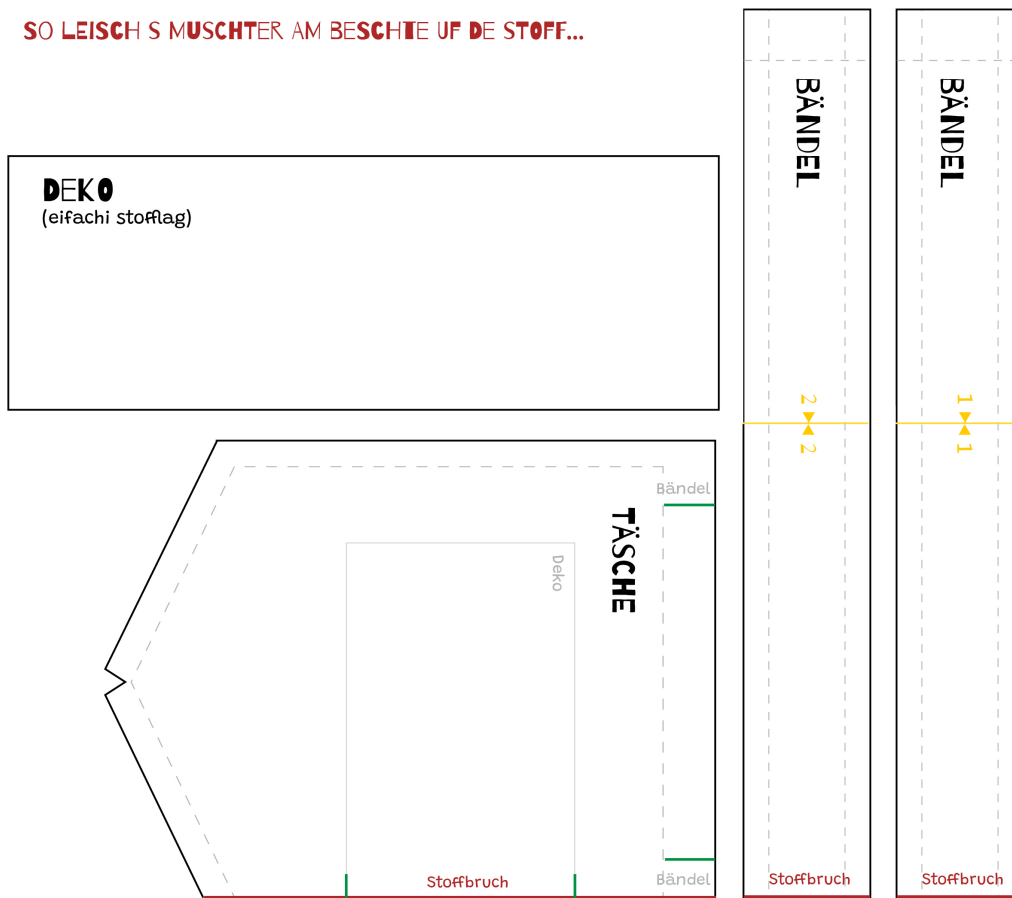 SO LEISCH S MUSCHTER AM BESCHTE UF DE STOFF...
DEKO
(eifachi stofflag)
BÄNDEL
2
2
Stoffbruch
BÄNDEL
1
1
Stoffbruch
Bändel
TÄSCHE
Deko
Stoffbruch
Bändel